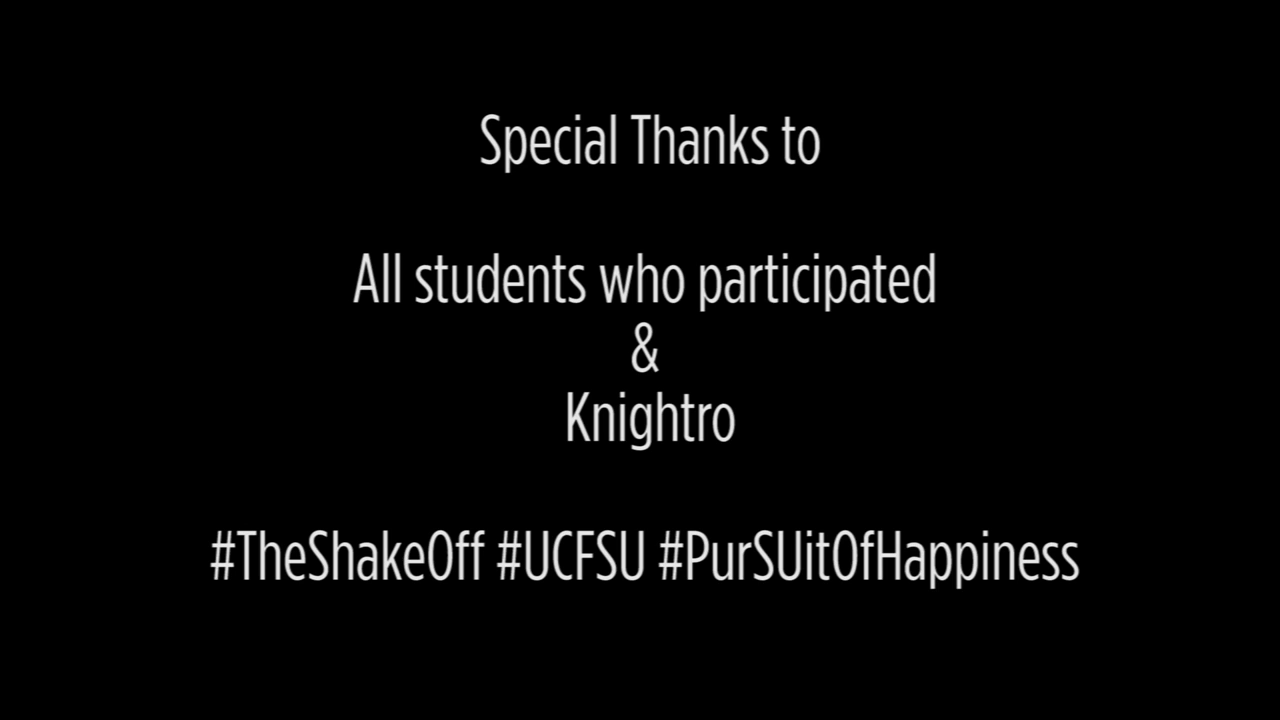 Special Thanks to
All students who participated
&
Knightro
#TheShakeOff #UCFSU #PurSUitOfHappiness